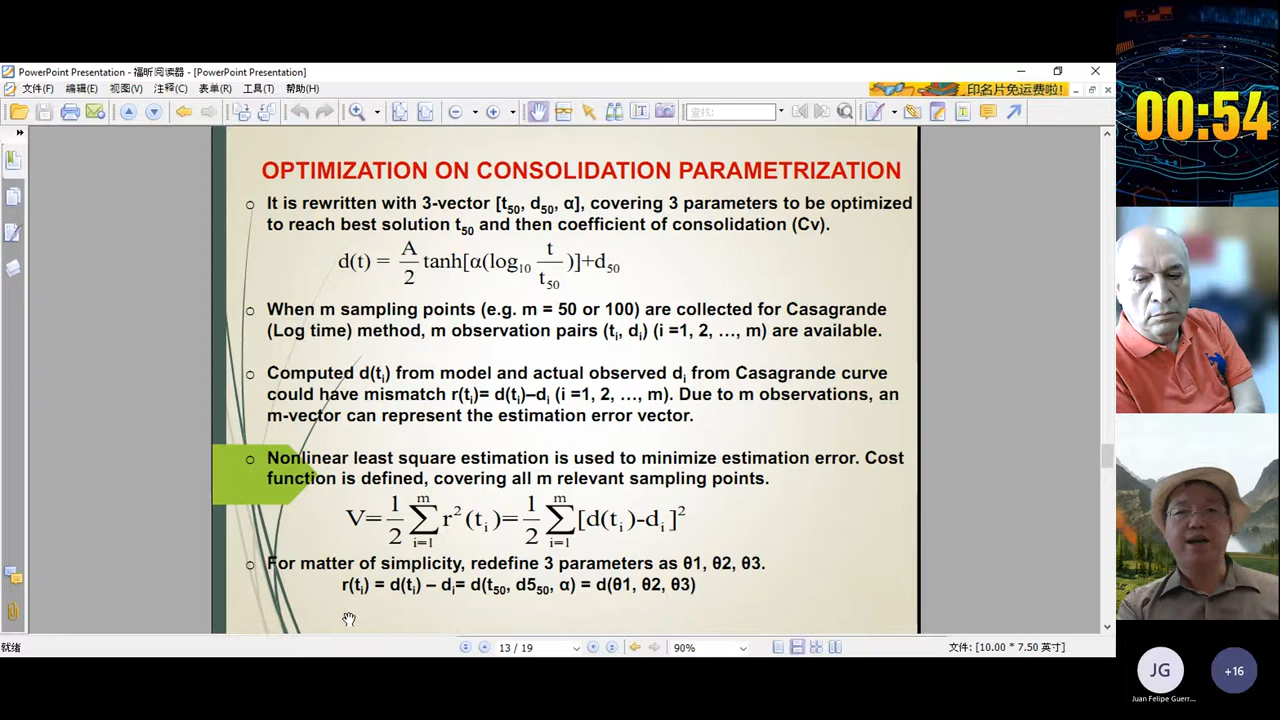 PowerPoint Presentation - 福昕阅读器 - [PowerPoint Presentation]
文件(F) 编辑(E) 视图(V) 注释(C) 表单(R) 工具(T) 帮助(H)
印名片免运费啦!
查找:
OPTIMIZATION ON CONSOLIDATION PARAMETRIZATION
It is rewritten with 3-vector [t50, d50, α], covering 3 parameters to be optimized
to reach best solution t50 and then coefficient of consolidation (Cv).
d(t) = A/2 tanh[α(log10 t/t50)]+d50
When m sampling points (e.g. m = 50 or 100) are collected for Casagrande
(Log time) method, m observation pairs (ti, di) (i =1, 2, …, m) are available.
Computed d(ti) from model and actual observed di from Casagrande curve
could have mismatch r(ti)= d(ti)–di (i =1, 2, …, m). Due to m observations, an
m-vector can represent the estimation error vector.
Nonlinear least square estimation is used to minimize estimation error. Cost
function is defined, covering all m relevant sampling points.
V=1/2 ∑i=1m r2(ti)=1/2 ∑i=1m [d(ti)-di]2
For matter of simplicity, redefine 3 parameters as θ1, θ2, θ3.
r(ti) = d(ti) – di= d(t50, d550, α) = d(θ1, θ2, θ3)
就绪
13 / 19
90%
文件: [10.00 * 7.50 英寸]
00:54
JG
+16
Juan Felipe Guerr...